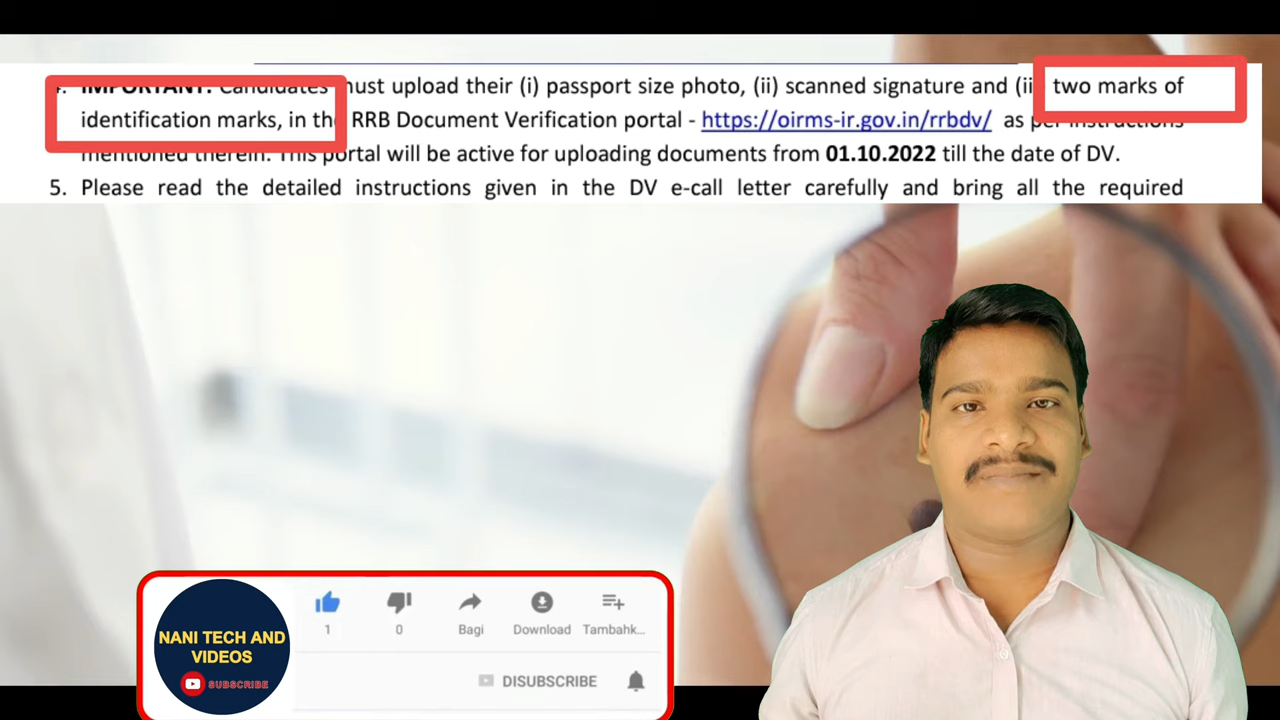 4. IMPORTANT: Candidates must upload their (i) passport size photo, (ii) scanned signature and (ii two marks of
identification marks, in the RRB Document Verification portal - https://oirms-ir.gov.in/rrbdv/ as per instructions
mentioned therein. This portal will be active for uploading documents from 01.10.2022 till the date of DV.
5. Please read the detailed instructions given in the DV e-call letter carefully and bring all the required
NANI TECH AND
VIDEOS
SUBSCRIBE
1 0 Bagi Download Tambahk...
DISUBSCRIBE